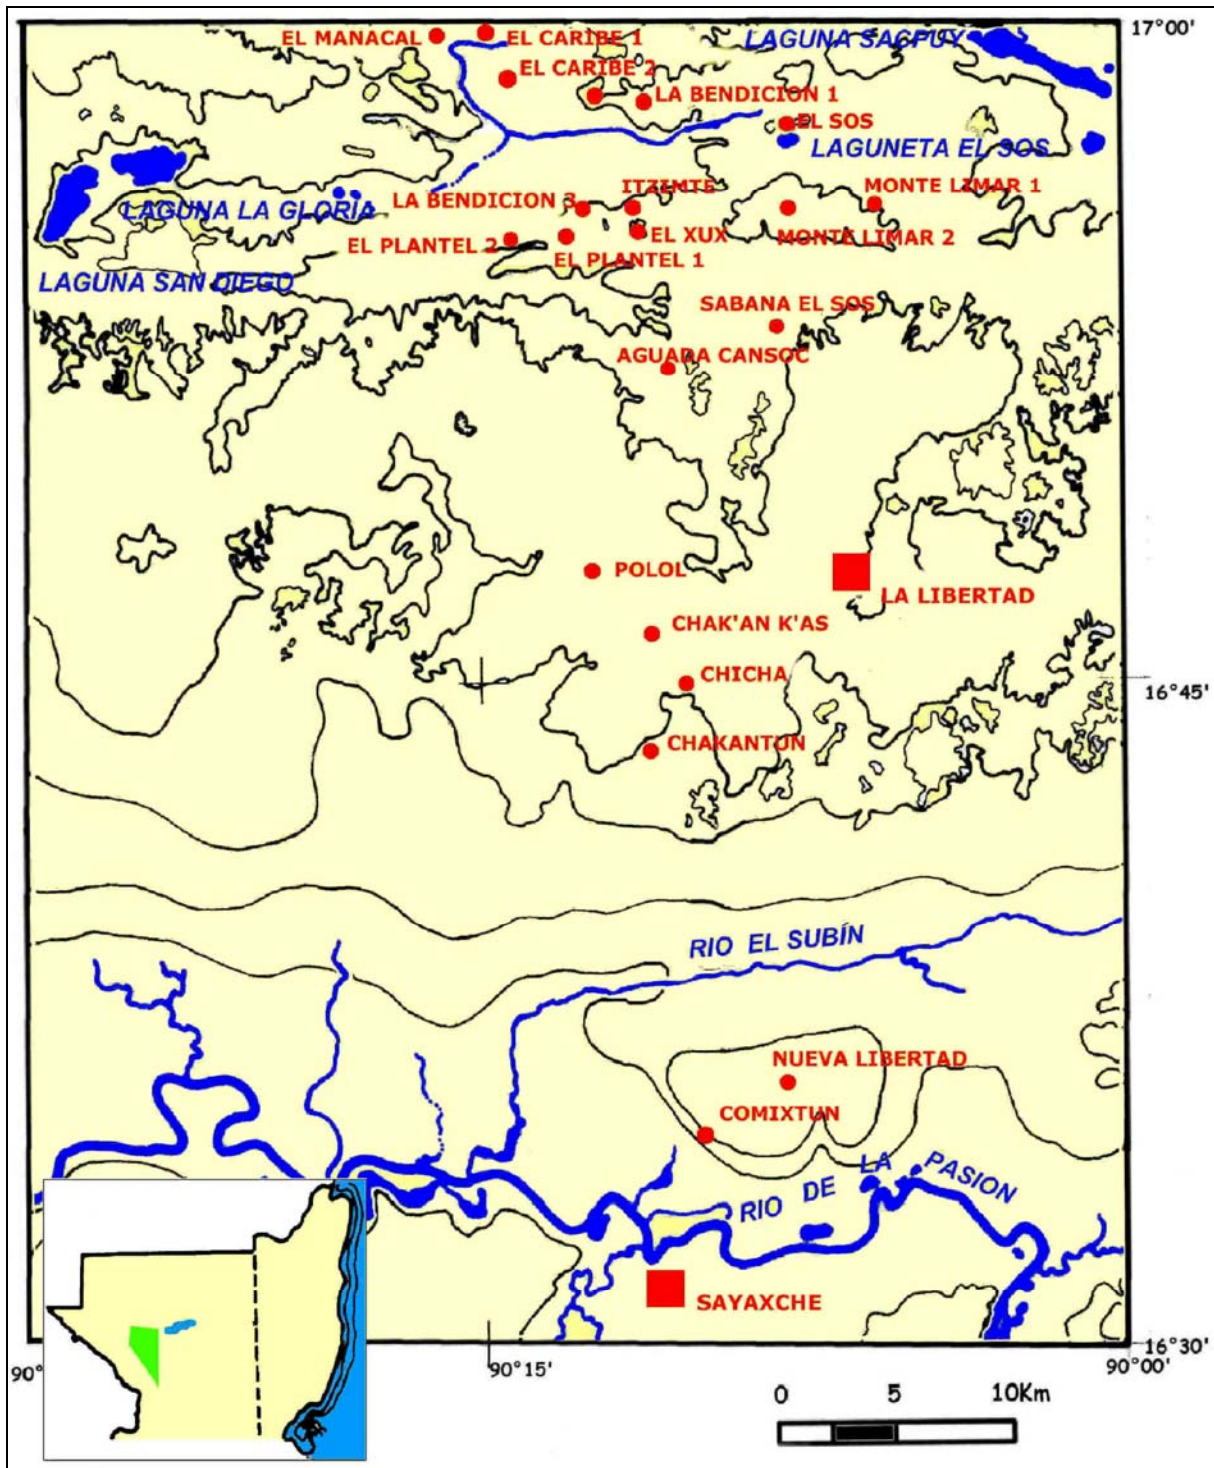 17°00'
EL MANACAL
EL CARIBE 1
LAGUNA SACPUY
EL CARIBE 2
LA BENDICION 1
EL SOS
LAGUNETA EL SOS
LA BENDICION 3
ITZIMTE
MONTE LIMAR 1
LAGUNA LA GLORIA
EL PLANTEL 2
EL XUX
MONTE LIMAR 2
EL PLANTEL 1
LAGUNA SAN DIEGO
SABANA EL SOS
AGUADA CANSOC
POLOL
LA LIBERTAD
CHAK'AN K'AS
CHICHA
16°45'
CHAKANTUN
RIO EL SUBÍN
NUEVA LIBERTAD
COMIXTUN
RIO DE LA PASION
SAYAXCHE
16°30'
90°
90°15'
90°00'
0 5 10Km